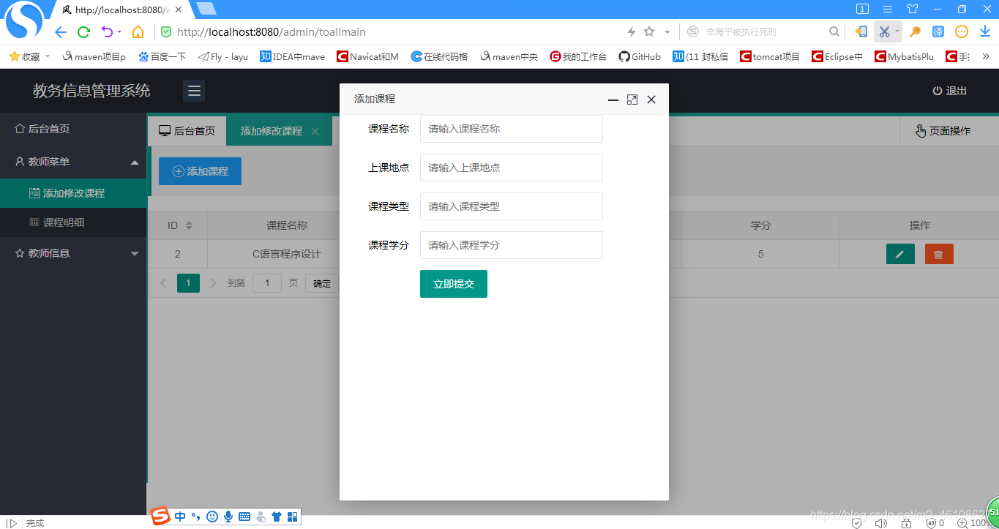 http://localhost:8080/a
1
http://localhost:8080/admin/toallmain
辛海平被执行死刑
译
收藏 maven项目p 百度一下 Fly - layu 知 IDEA中mave C Navicat和M C 在线代码格 maven中央 G 我的工作台 GitHub 知 (11 封私信 C tomcat项目 C Eclipse中 C MybatisPlu C 手 »
教务信息管理系统
退出
后台首页
教师菜单
添加修改课程
课程明细
教师信息
后台首页 添加修改课程
页面操作
添加课程
ID 课程名称 学分 操作
2 C语言程序设计 5
1 到第 1 页 确定
添加课程
课程名称 请输入课程名称
上课地点 请输入上课地点
课程类型 请输入课程类型
课程学分 请输入课程学分
立即提交
S 中
完成
0 100%
51